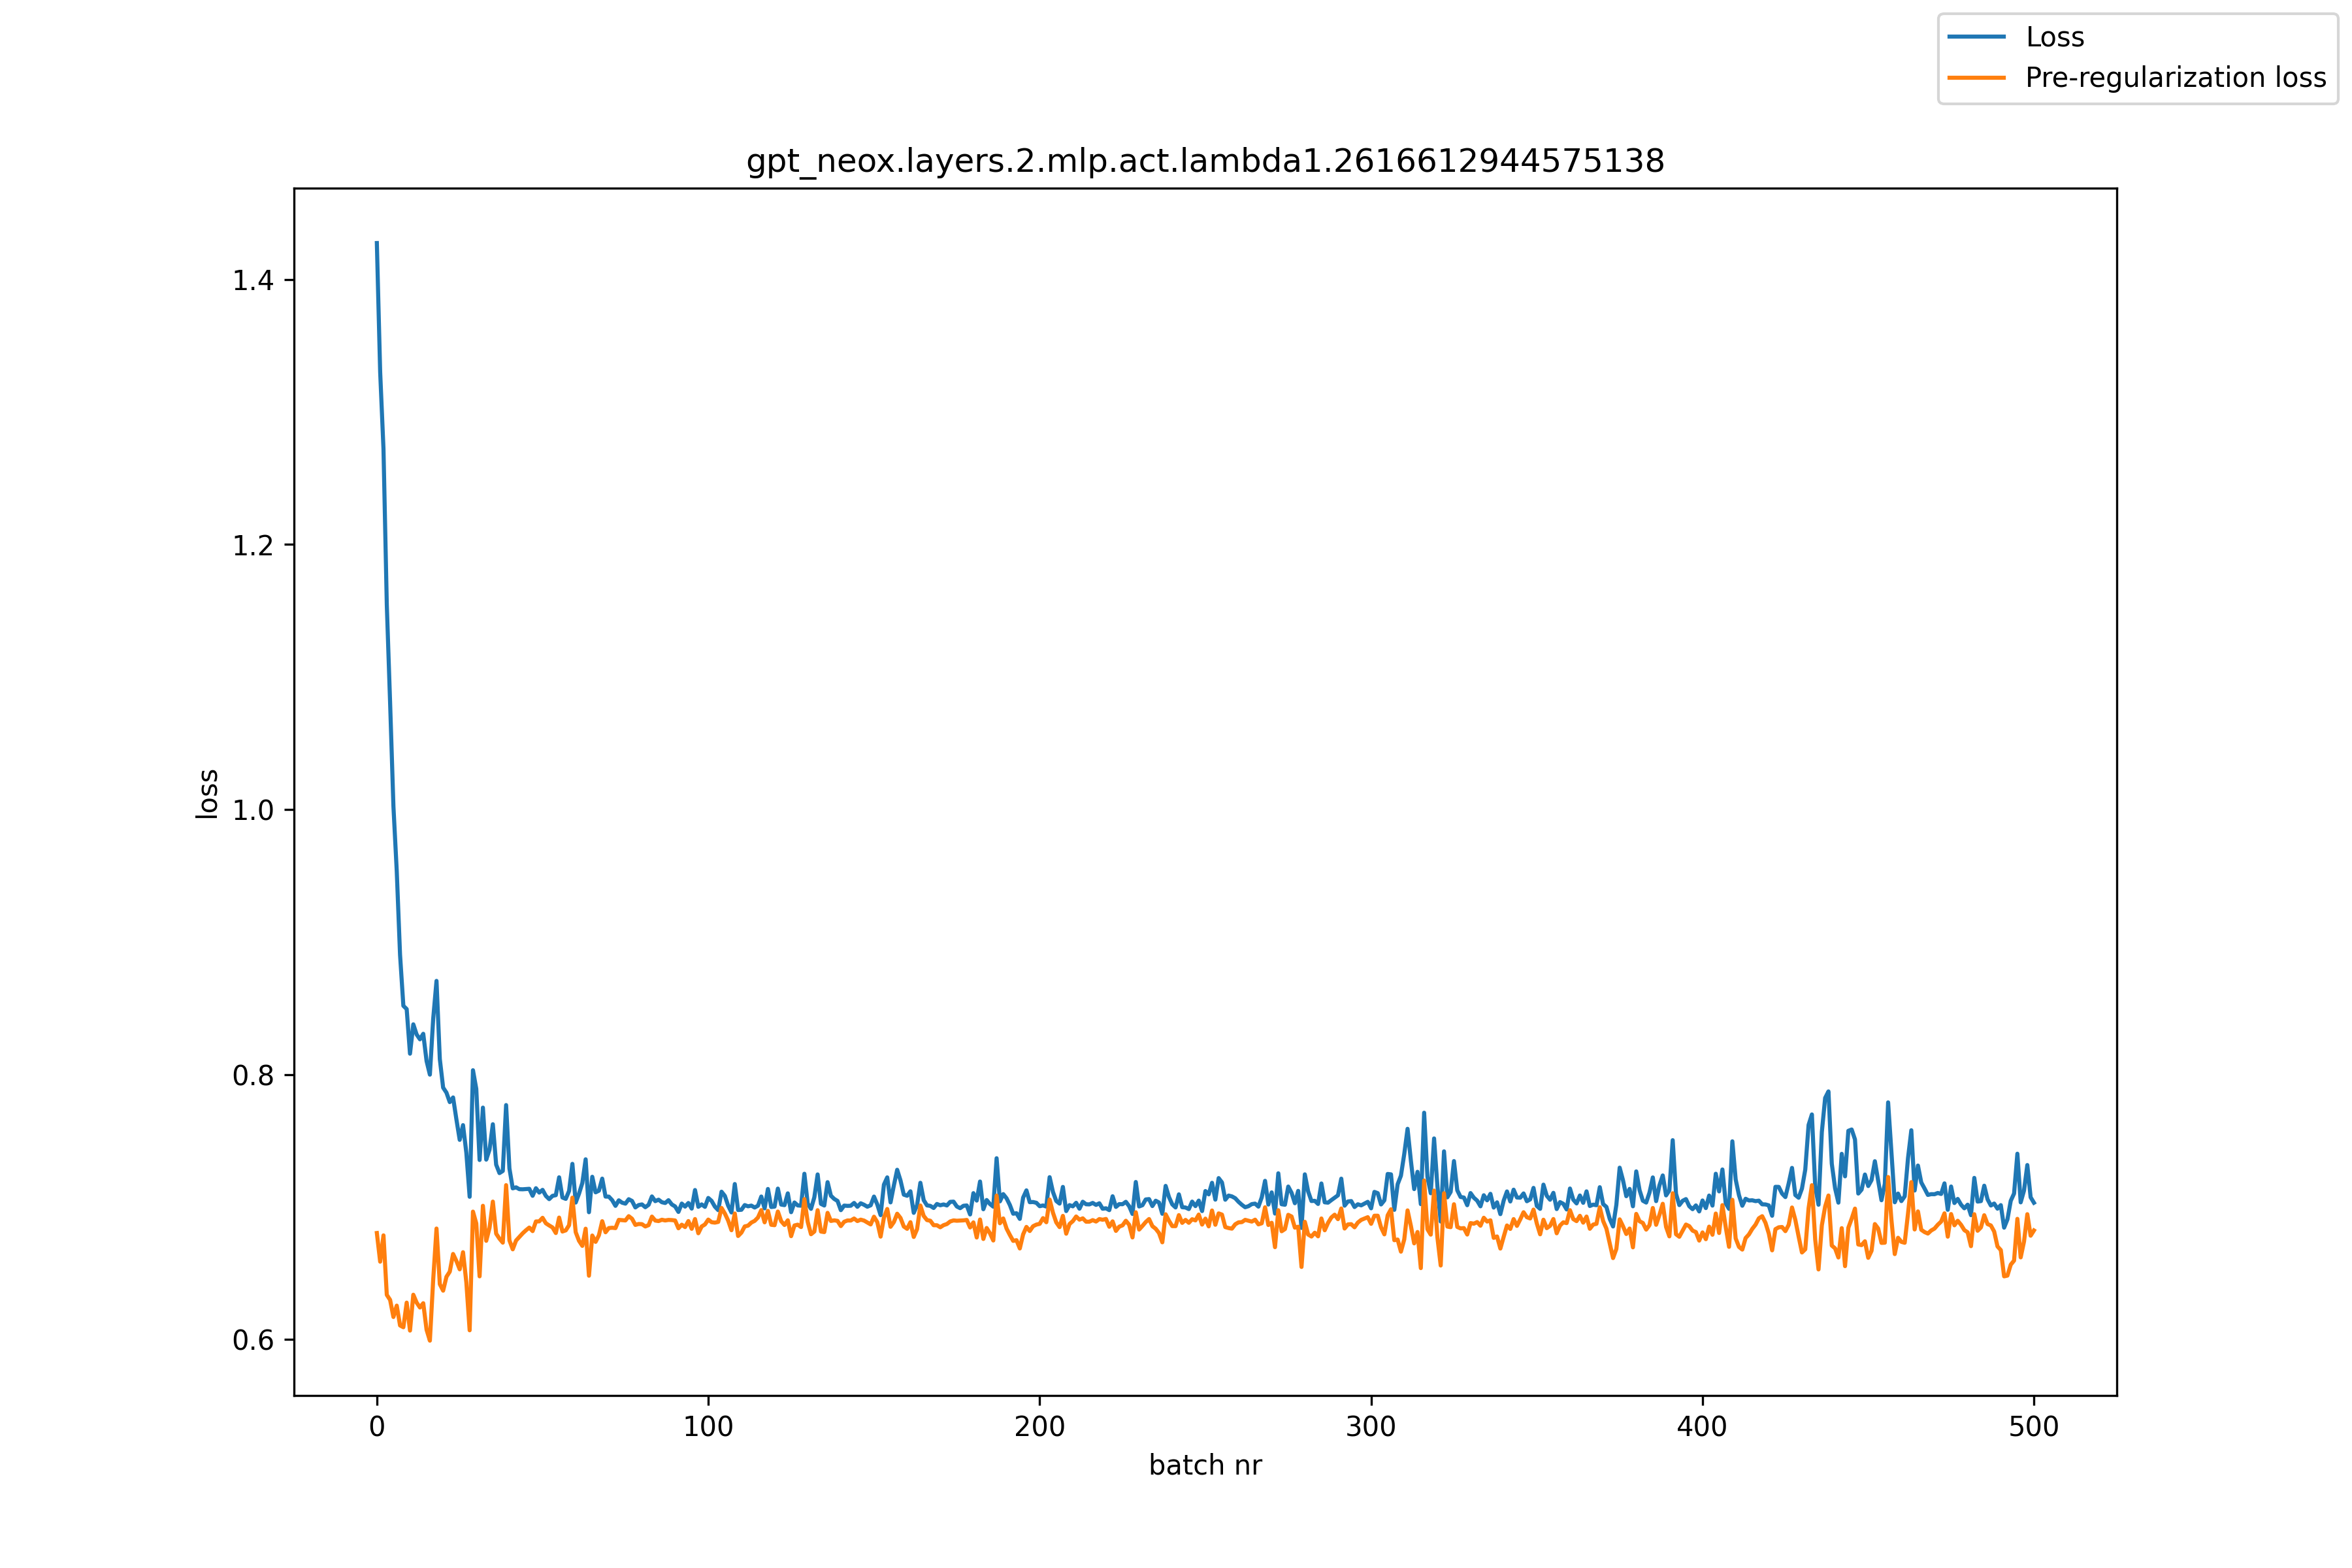 Loss
Pre-regularization loss
gpt_neox.layers.2.mlp.act.lambda1.2616612944575138
1.4
1.2
1.0
0.8
0.6
loss
0 100 200 300 400 500
batch nr